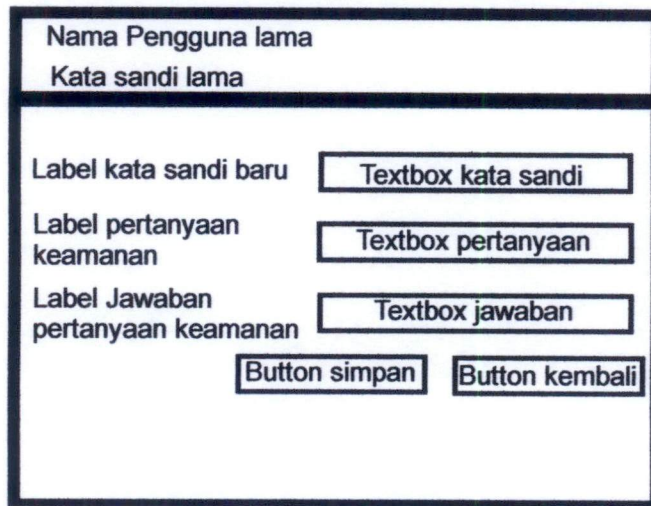 Nama Pengguna lama
Kata sandi lama
Label kata sandi baru
Textbox kata sandi
Label pertanyaan
keamanan
Textbox pertanyaan
Label Jawaban
pertanyaan keamanan
Textbox jawaban
Button simpan
Button kembali